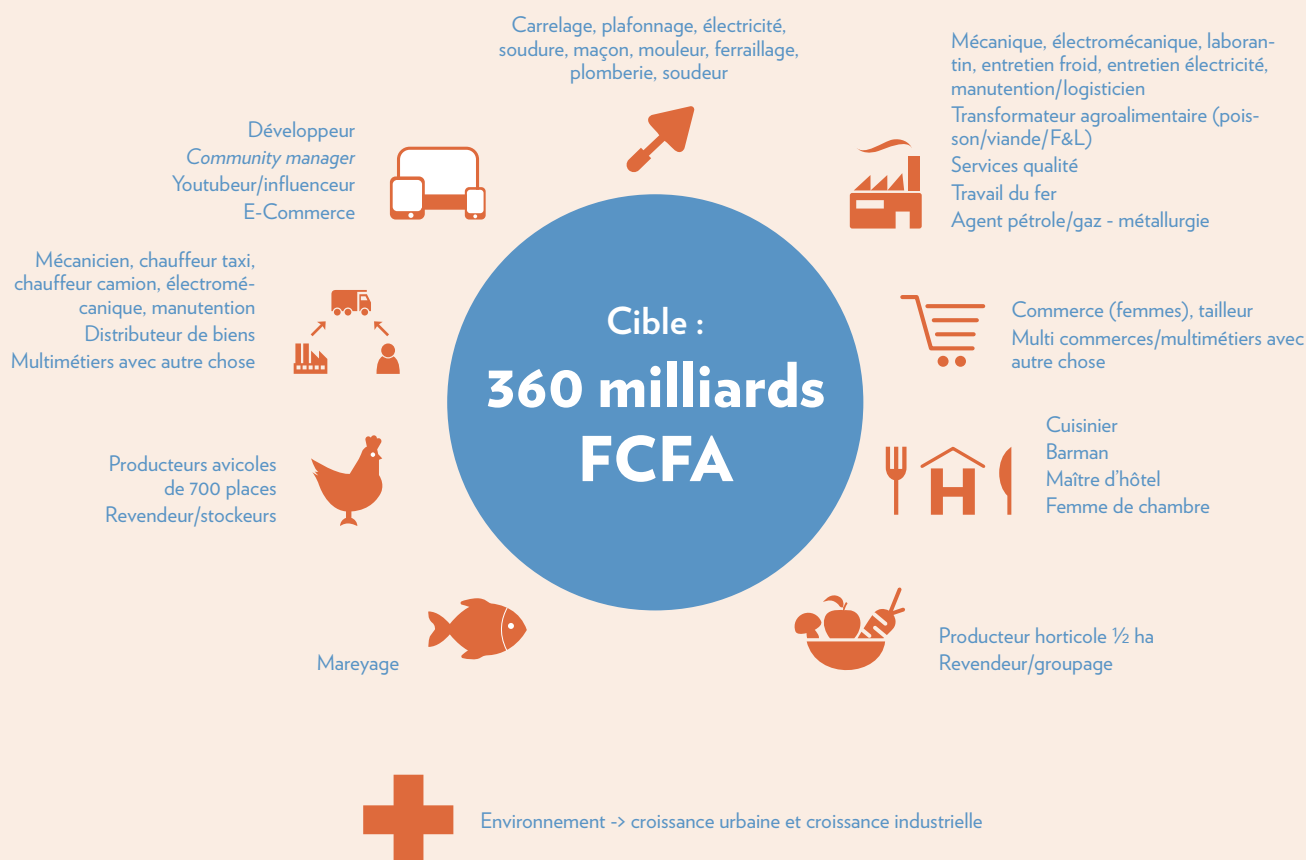 Carrelage, plafonnage, électricité,
soudure, maçon, mouleur, ferraillage,
plomberie, soudeur
Mécanique, électromécanique, laboran-
tin, entretien froid, entretien électricité,
manutention/logisticien
Transformateur agroalimentaire (pois-
son/viande/F&L)
Services qualité
Travail du fer
Agent pétrole/gaz - métallurgie
Développeur
Community manager
Youtubeur/influenceur
E-Commerce
Mécanicien, chauffeur taxi,
chauffeur camion, électromé-
canique, manutention
Distributeur de biens
Multimétiers avec autre chose
Cible :
360 milliards
FCFA
Commerce (femmes), tailleur
Multi commerces/multimétiers avec
autre chose
Producteurs avicoles
de 700 places
Revendeur/stockeurs
H
Cuisinier
Barman
Maître d'hôtel
Femme de chambre
Mareyage
Producteur horticole ½ ha
Revendeur/groupage
Environnement -> croissance urbaine et croissance industrielle